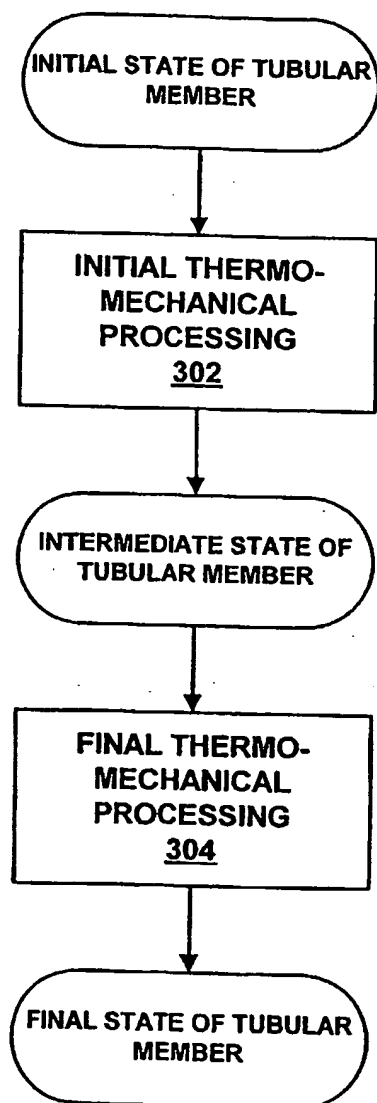 INITIAL STATE OF TUBULAR
MEMBER
INITIAL THERMO-
MECHANICAL
PROCESSING
302
INTERMEDIATE STATE OF
TUBULAR MEMBER
FINAL THERMO-
MECHANICAL
PROCESSING
304
FINAL STATE OF TUBULAR
MEMBER